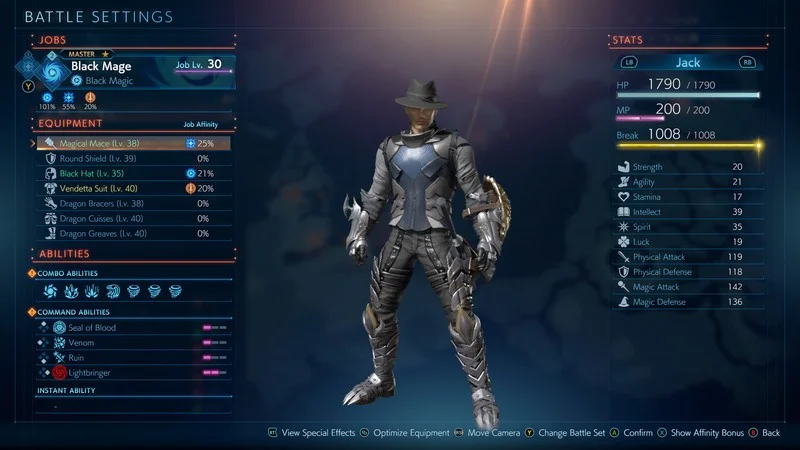 BATTLE SETTINGS
JOBS
MASTER
Black Mage
Job Lv. 30
Black Magic
Y
101% 55% 20%
EQUIPMENT Job Affinity
Magical Mace (Lv. 38) 25%
Round Shield (Lv. 39) 0%
Black Hat (Lv. 35) 21%
Vendetta Suit (Lv. 40) 20%
Dragon Bracers (Lv. 38) 0%
Dragon Cuisses (Lv. 40) 0%
Dragon Greaves (Lv. 40) 0%
ABILITIES
COMBO ABILITIES
COMMAND ABILITIES
Seal of Blood
Venom
Ruin
Lightbringer
INSTANT ABILITY
-
STATS
LB Jack RB
HP 1790 / 1790
MP 200 / 200
Break 1008 / 1008
Strength 20
Agility 21
Stamina 17
Intellect 39
Spirit 35
Luck 19
Physical Attack 119
Physical Defense 118
Magic Attack 142
Magic Defense 136
RT View Special Effects Optimize Equipment Move Camera Y Change Battle Set A Confirm X Show Affinity Bonus B Back